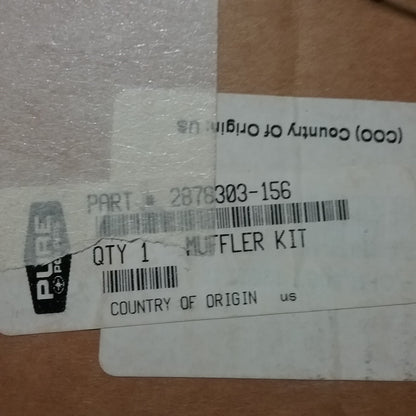 (COO) Country Of Origin: Us
PART # 2878303-156
QTY 1 MUFFLER KIT
COUNTRY OF ORIGIN us
PURE